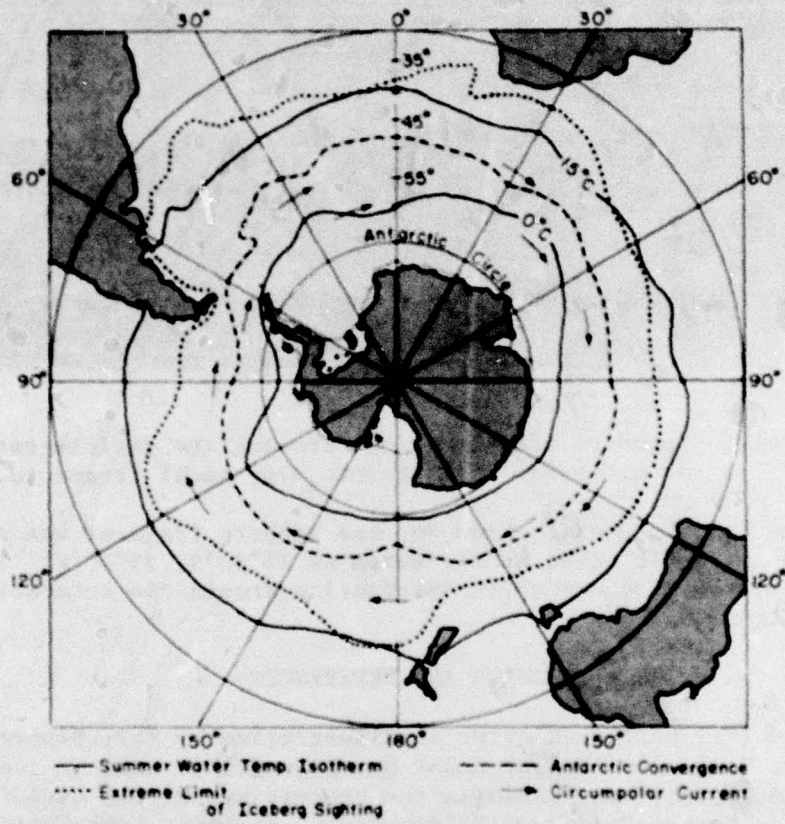 30° 0° 30°
-35°
-45°
15°C
60° -55° 60°
0°C
Antarctic Circle
90° 90°
120° 120°
150° 180° 150°
Summer Water Temp. Isotherm
Antarctic Convergence
Extreme Limit of Iceberg Sighting
Circumpolar Current